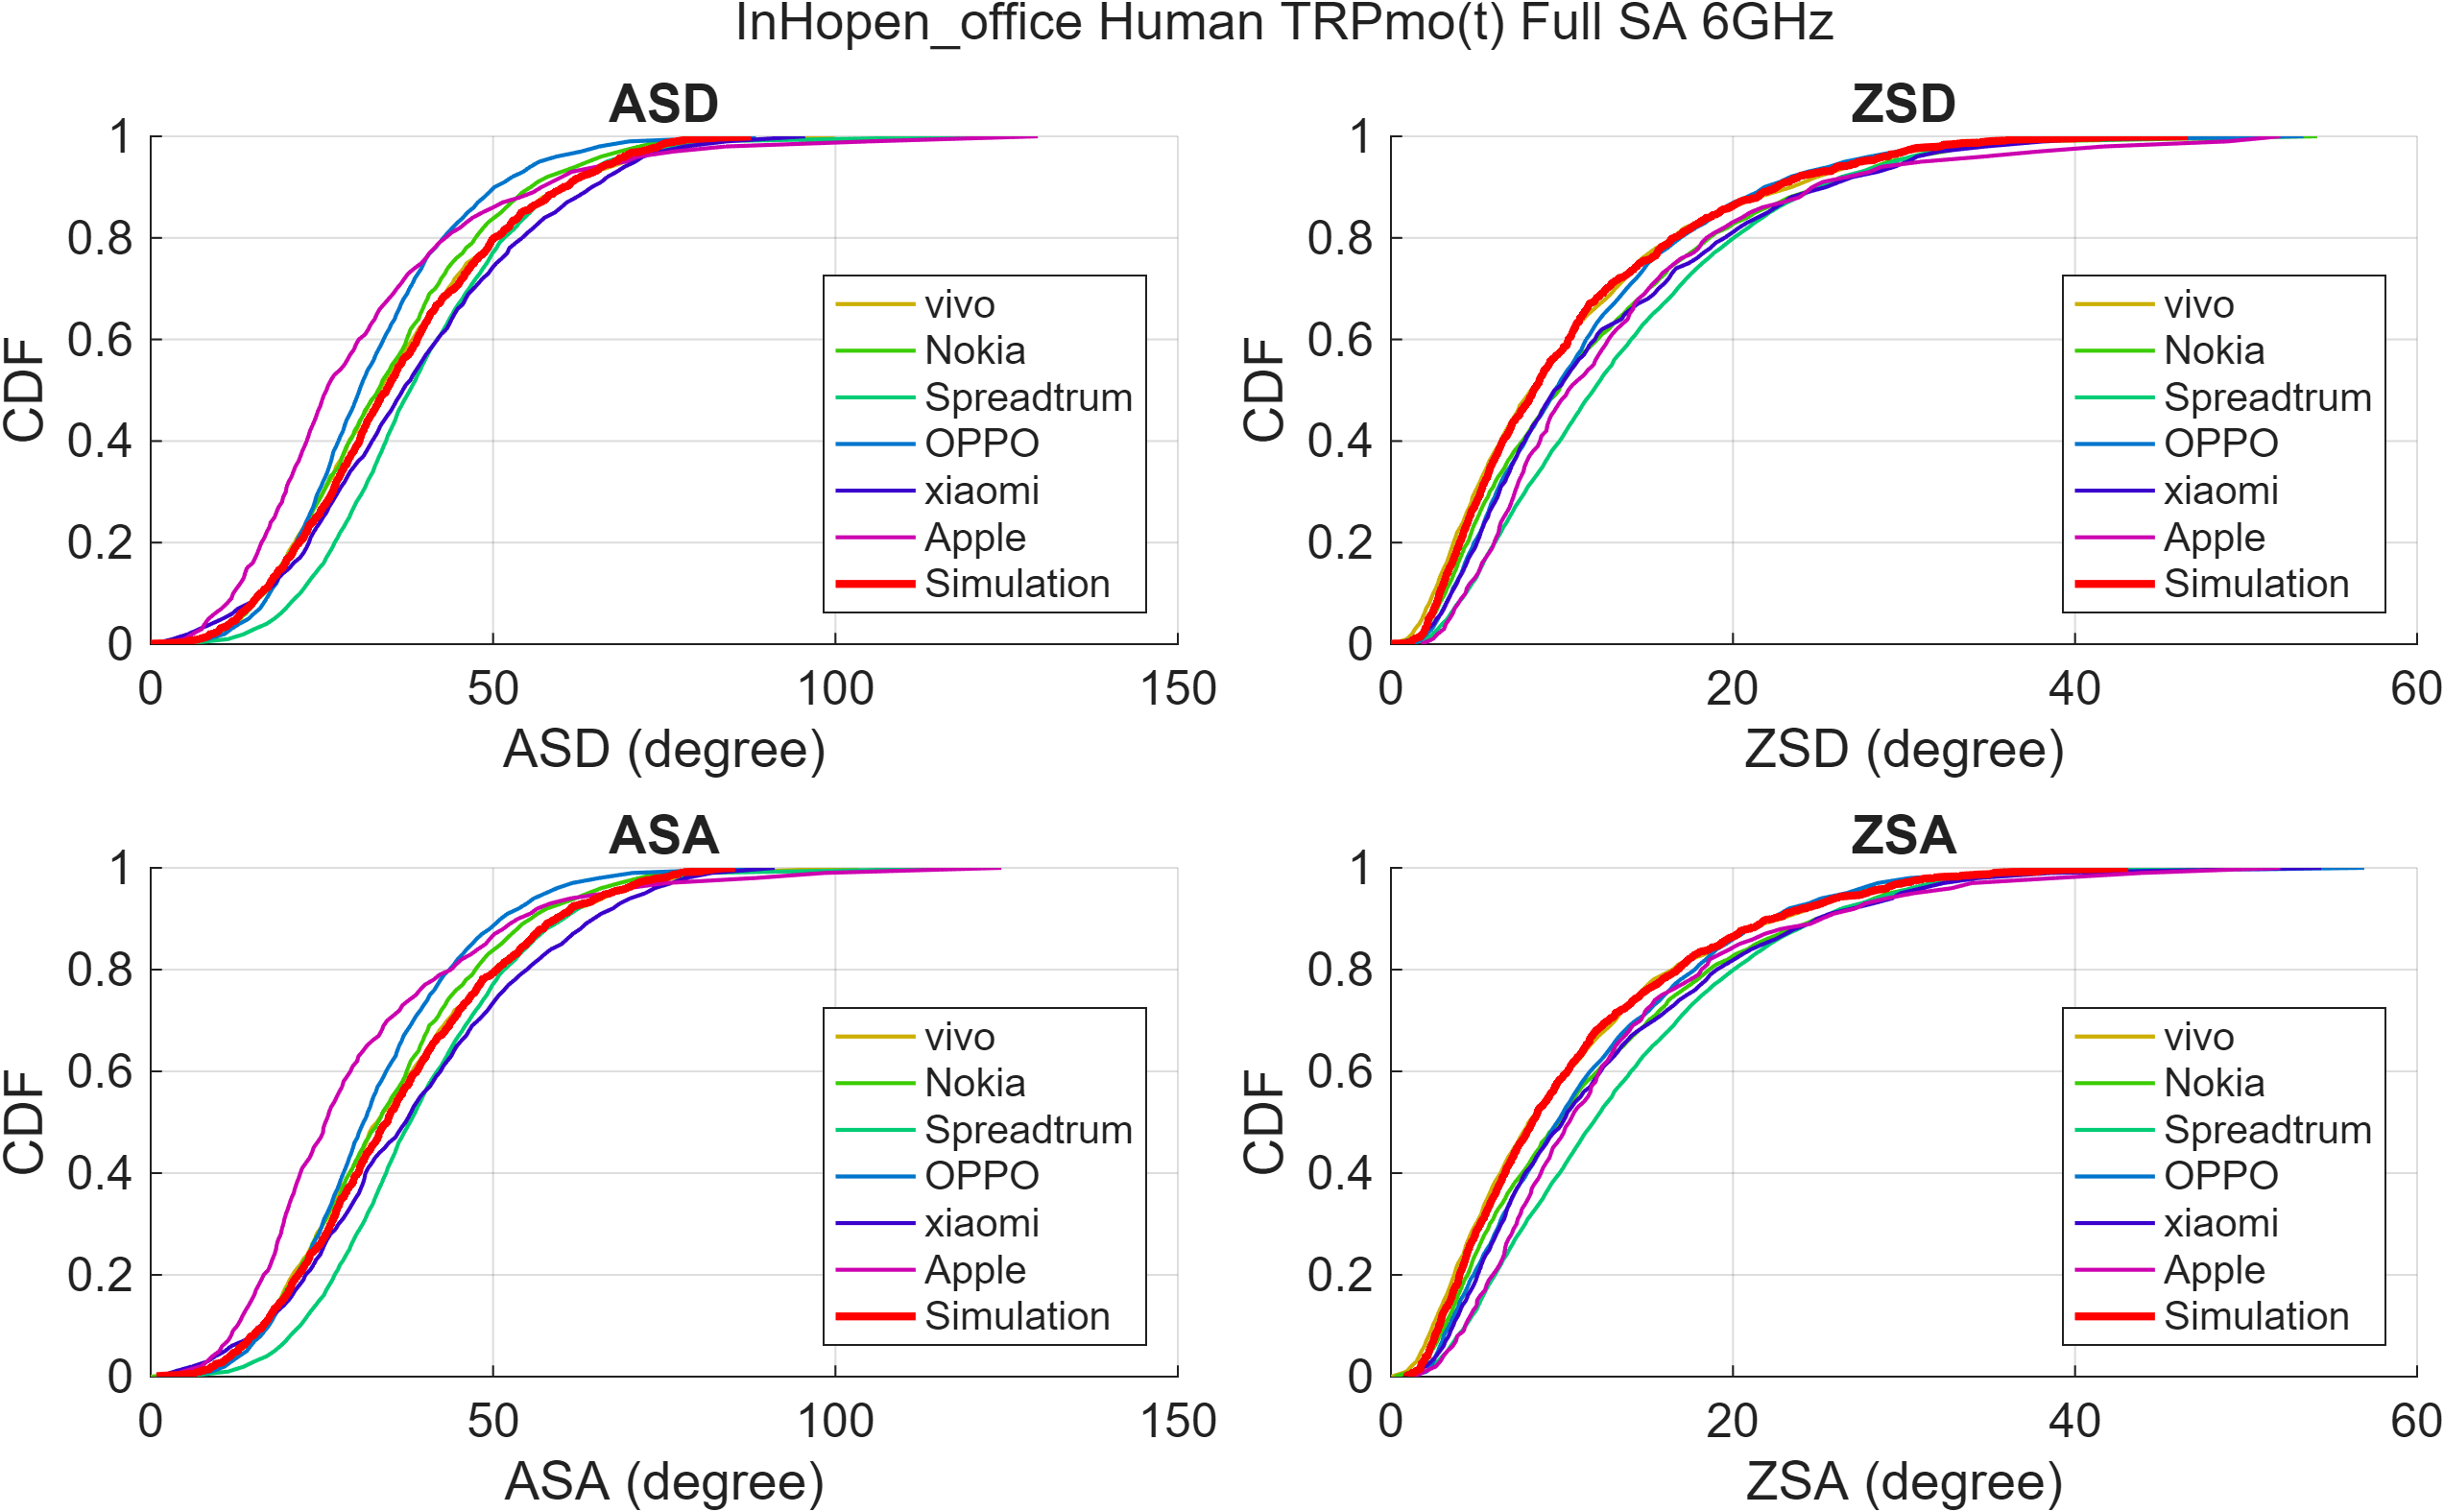 InHopen_office Human TRPmo(t) Full SA 6GHz
ASD
CDF
1
0.8
0.6
0.4
0.2
0
0 50 100 150
ASD (degree)
vivo
Nokia
Spreadtrum
OPPO
xiaomi
Apple
Simulation
ZSD
CDF
1
0.8
0.6
0.4
0.2
0
0 20 40 60
ZSD (degree)
vivo
Nokia
Spreadtrum
OPPO
xiaomi
Apple
Simulation
ASA
CDF
1
0.8
0.6
0.4
0.2
0
0 50 100 150
ASA (degree)
vivo
Nokia
Spreadtrum
OPPO
xiaomi
Apple
Simulation
ZSA
CDF
1
0.8
0.6
0.4
0.2
0
0 20 40 60
ZSA (degree)
vivo
Nokia
Spreadtrum
OPPO
xiaomi
Apple
Simulation